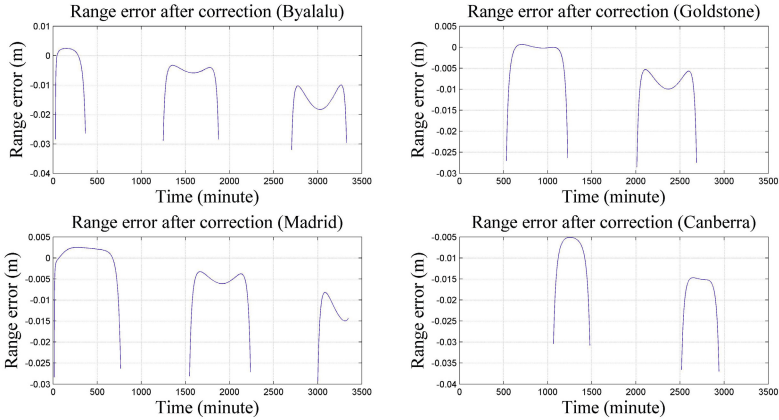 Range error after correction (Byalalu)
Range error (m)
0.01
0
-0.01
-0.02
-0.03
-0.04
0 500 1000 1500 2000 2500 3000 3500
Time (minute)
Range error after correction (Goldstone)
Range error (m)
0.005
0
-0.005
-0.01
-0.015
-0.02
-0.025
-0.03
0 500 1000 1500 2000 2500 3000 3500
Time (minute)
Range error after correction (Madrid)
Range error (m)
0.005
0
-0.005
-0.01
-0.015
-0.02
-0.025
-0.03
0 500 1000 1500 2000 2500 3000 3500
Time (minute)
Range error after correction (Canberra)
Range error (m)
-0.005
-0.01
-0.015
-0.02
-0.025
-0.03
-0.035
-0.04
0 500 1000 1500 2000 2500 3000 3500
Time (minute)